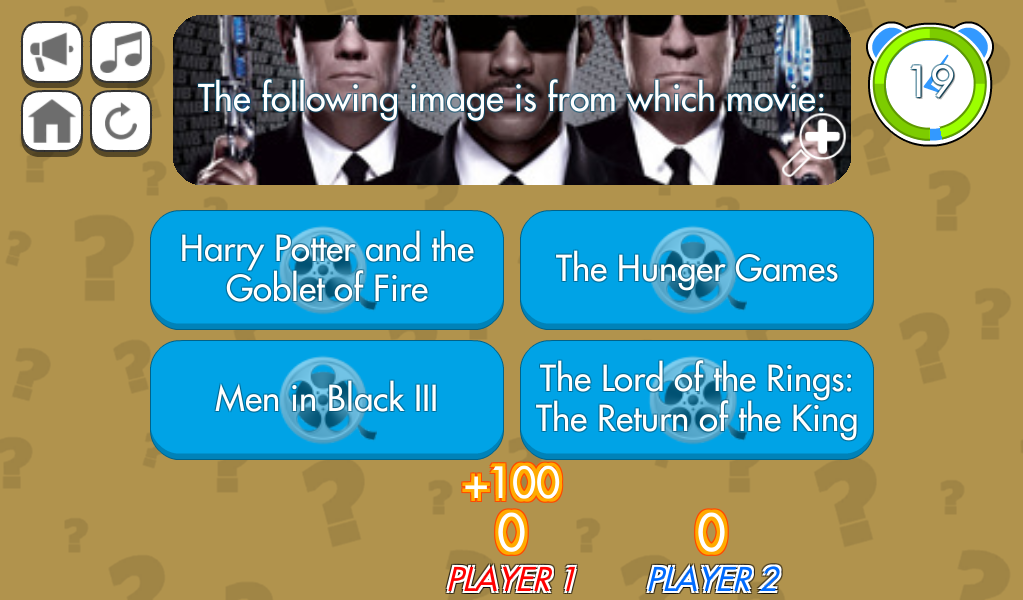 The following image is from which movie:
19
Harry Potter and the
Goblet of Fire
The Hunger Games
Men in Black III
The Lord of the Rings:
The Return of the King
+100
0
0
PLAYER 1
PLAYER 2